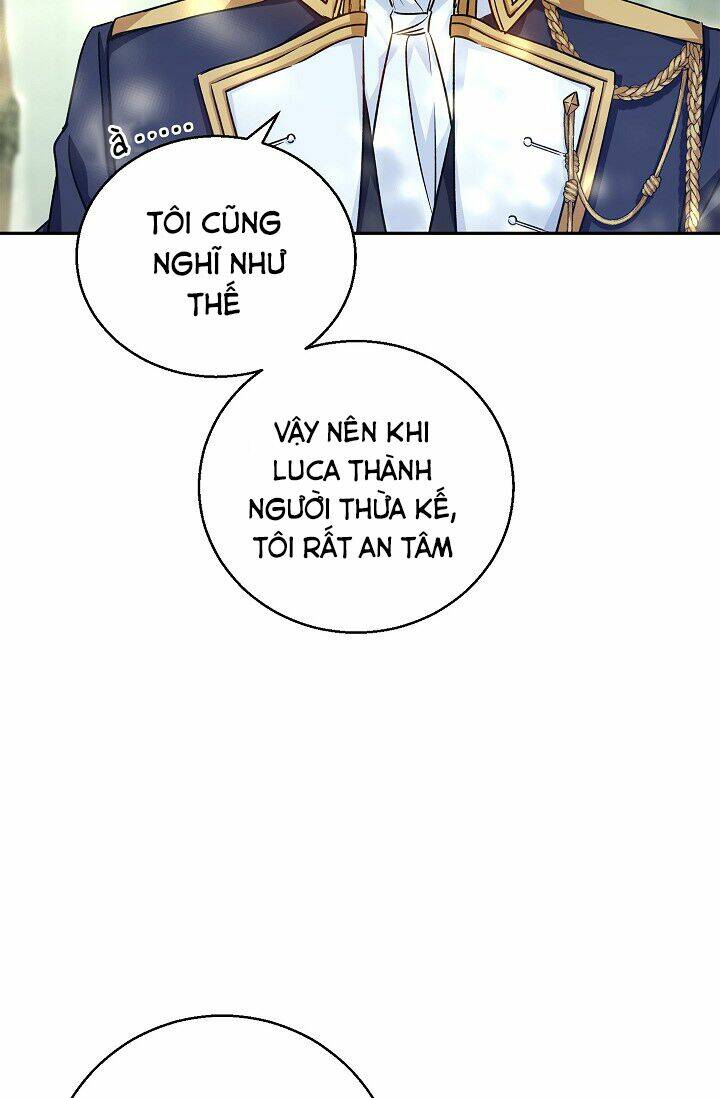 à......
TÔI CŨNG
NGHĨ NHƯ
THẾ
VẬY NÊN KHI
LUCA THÀNH
NGƯỜI THỪA KẾ,
TÔI RẤT AN TÂM